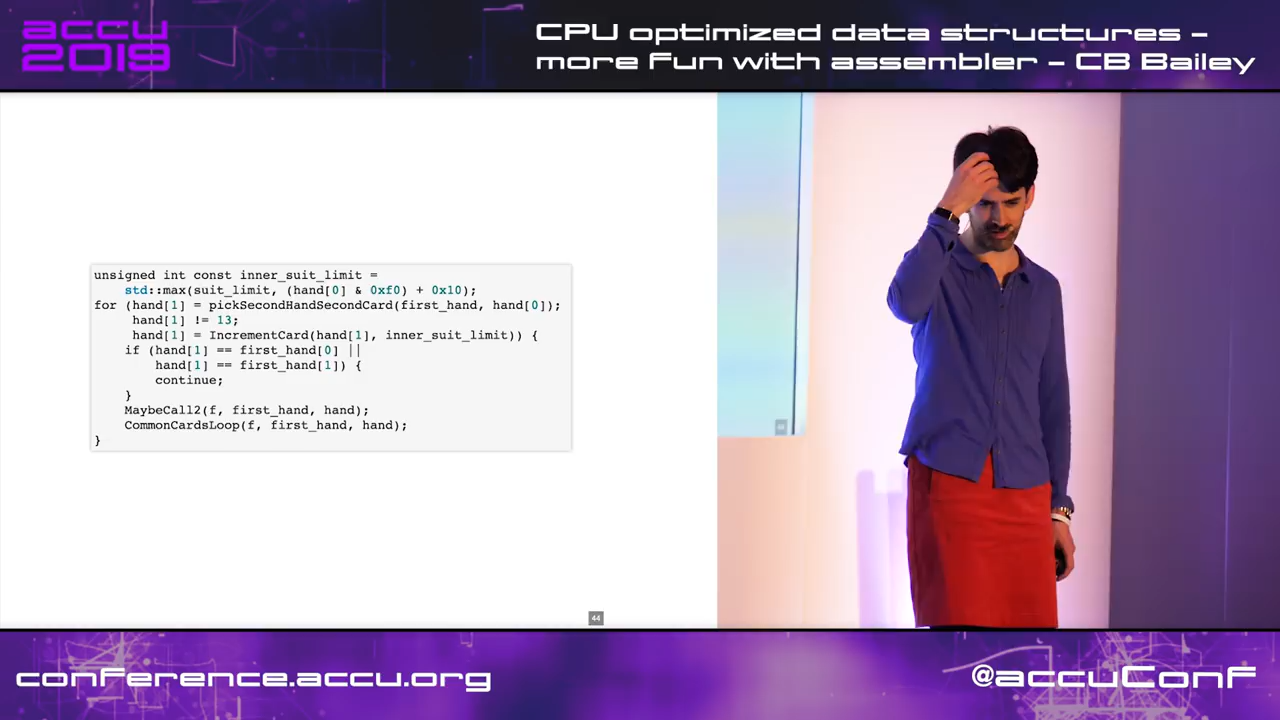 accu
2019
CPU optimized data structures –
more fun with assembler – CB Bailey
unsigned int const inner_suit_limit =
    std::max(suit_limit, (hand[0] & 0xf0) + 0x10);
for (hand[1] = pickSecondHandSecondCard(first_hand, hand[0]);
     hand[1] != 13;
     hand[1] = IncrementCard(hand[1], inner_suit_limit)) {
    if (hand[1] == first_hand[0] ||
        hand[1] == first_hand[1]) {
        continue;
    }
    MaybeCall2(f, first_hand, hand);
    CommonCardsLoop(f, first_hand, hand);
}
44
conference.accu.org
@accuConf